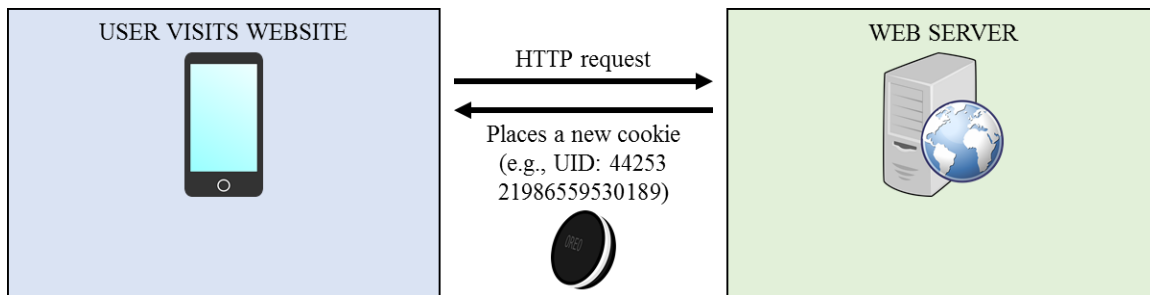 USER VISITS WEBSITE
WEB SERVER
HTTP request
Places a new cookie
(e.g., UID: 44253
21986559530189)
OREO